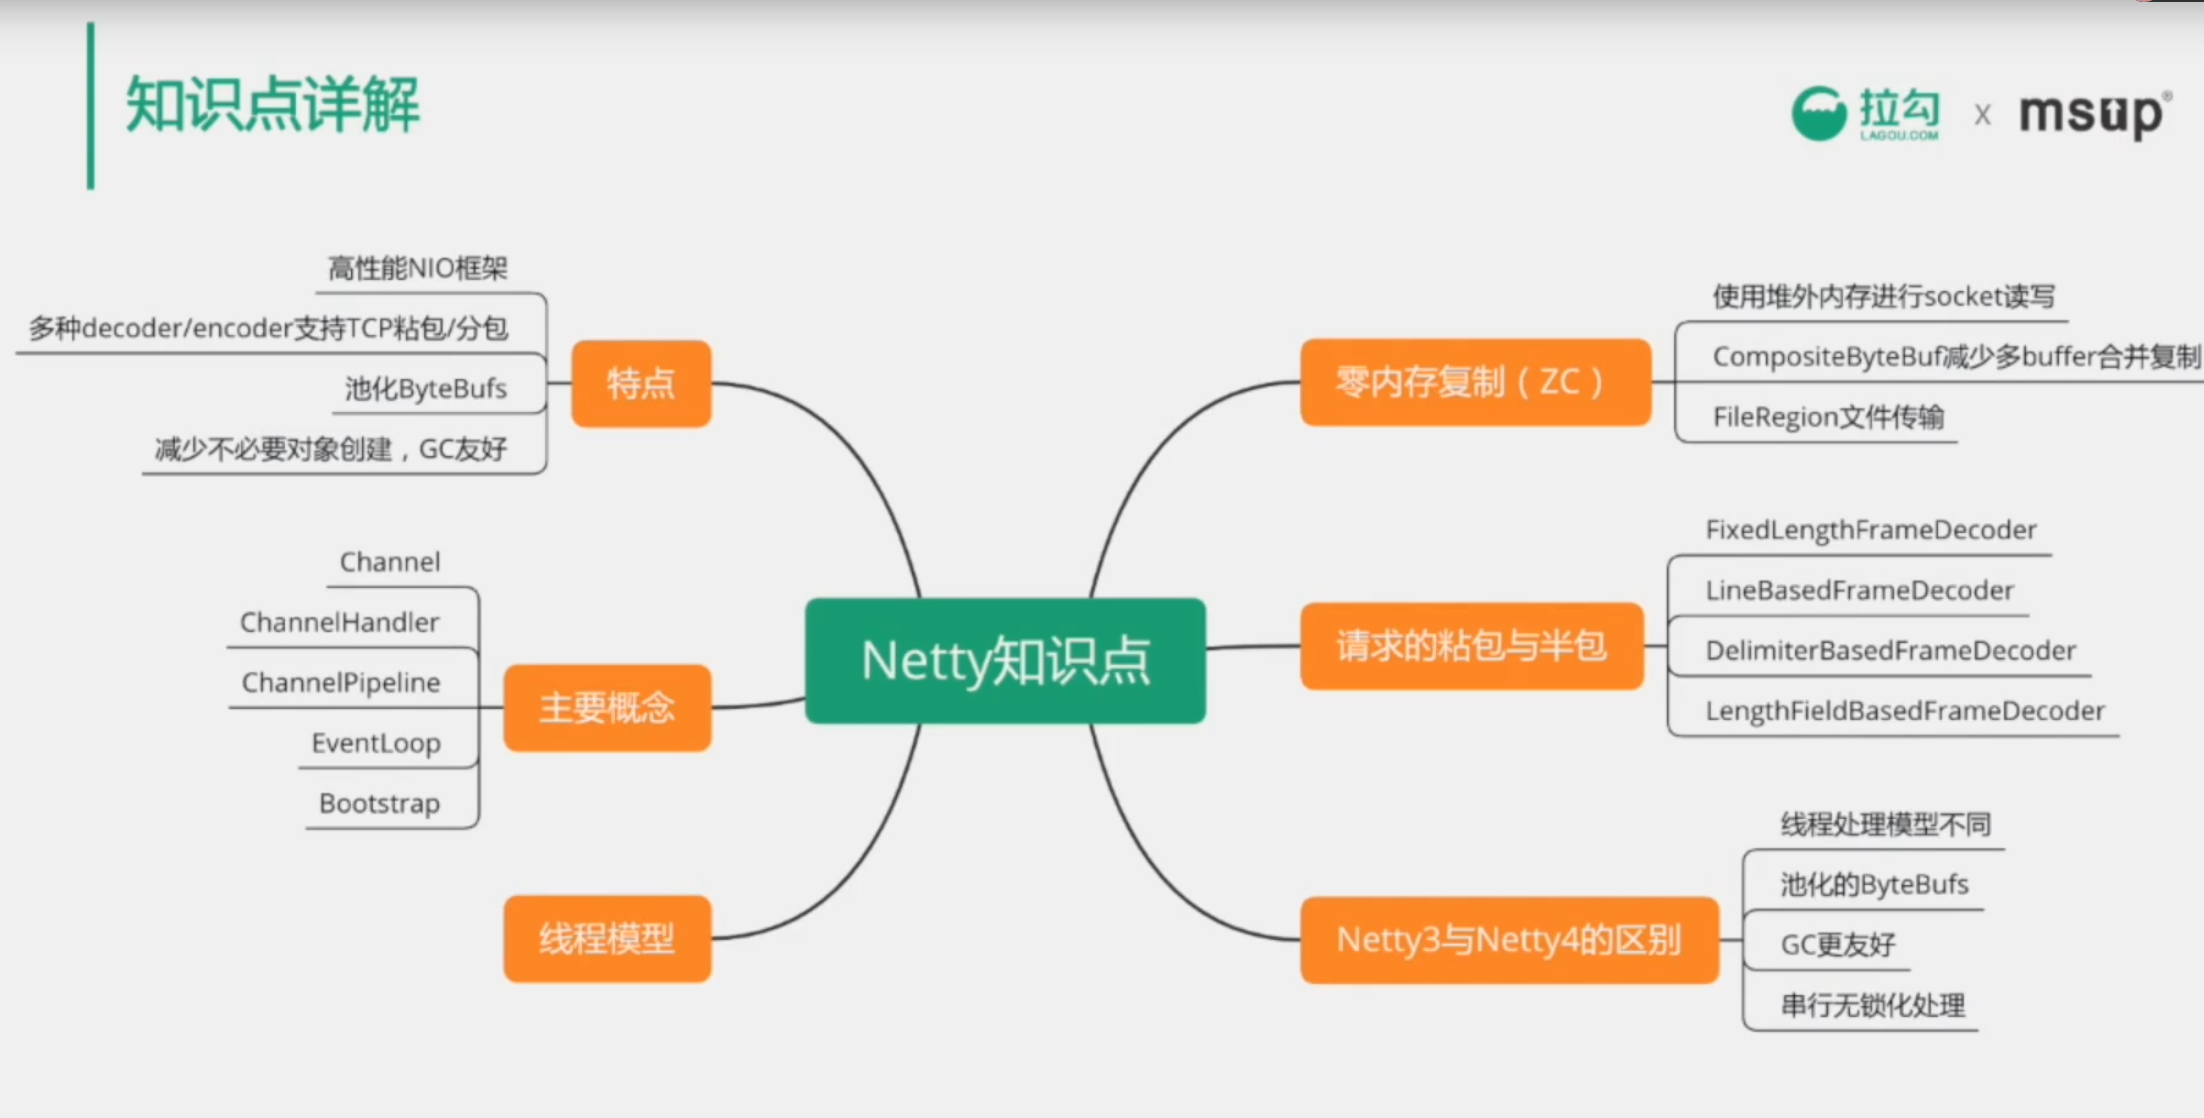 知识点详解
拉勾
LAGOU.COM
x
msup®
高性能NIO框架
多种decoder/encoder支持TCP粘包/分包
池化ByteBufs
减少不必要对象创建，GC友好
特点
Channel
ChannelHandler
ChannelPipeline
EventLoop
Bootstrap
主要概念
线程模型
Netty知识点
零内存复制（ZC）
使用堆外内存进行socket读写
CompositeByteBuf减少多buffer合并复制
FileRegion文件传输
请求的粘包与半包
FixedLengthFrameDecoder
LineBasedFrameDecoder
DelimiterBasedFrameDecoder
LengthFieldBasedFrameDecoder
Netty3与Netty4的区别
线程处理模型不同
池化的ByteBufs
GC更友好
串行无锁化处理